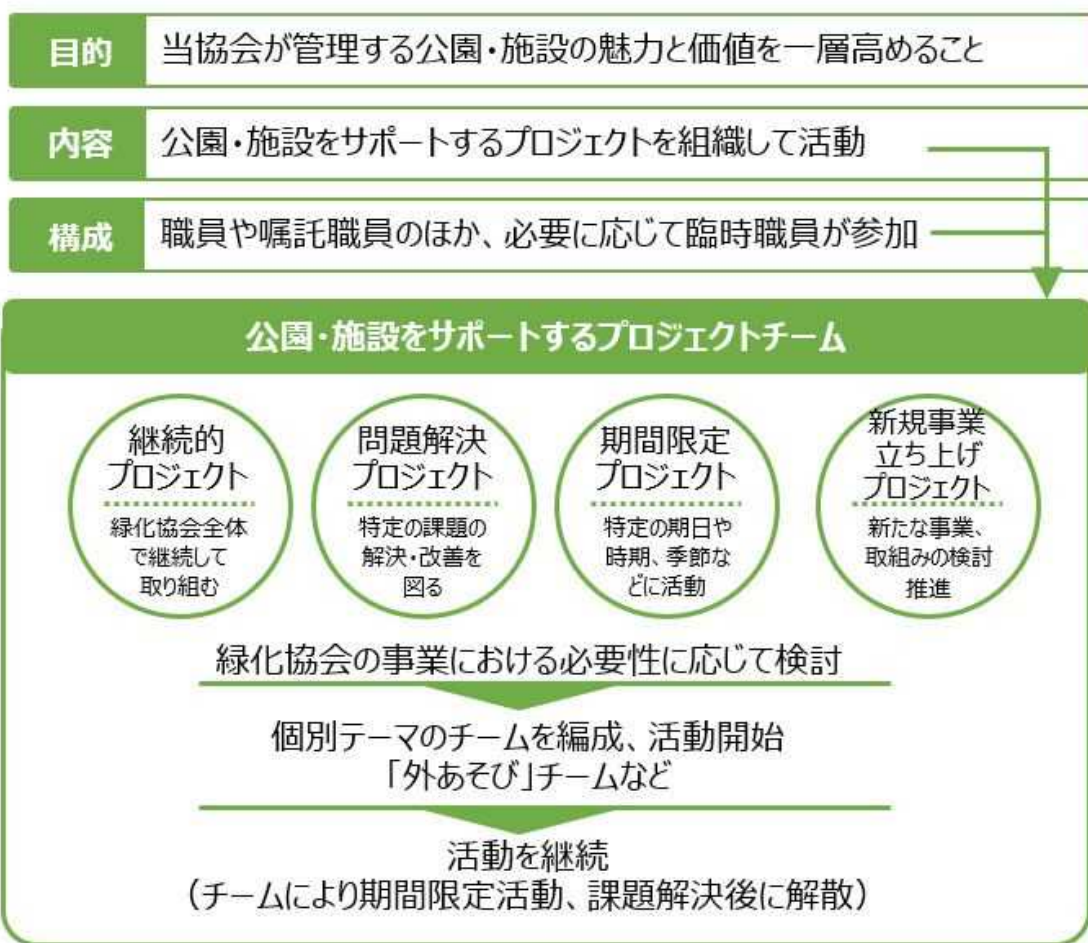 目的 当協会が管理する公園・施設の魅力と価値を一層高めること
内容 公園・施設をサポートするプロジェクトを組織して活動
構成 職員や嘱託職員のほか、必要に応じて臨時職員が参加
公園・施設をサポートするプロジェクトチーム
継続的
プロジェクト
緑化協会全体
で継続して
取り組む
問題解決
プロジェクト
特定の課題の
解決・改善を
図る
期間限定
プロジェクト
特定の期日や
時期、季節な
どに活動
新規事業
立ち上げ
プロジェクト
新たな事業、
取組みの検討
推進
緑化協会の事業における必要性に応じて検討
個別テーマのチームを編成、活動開始
「外あそび」チームなど
活動を継続
（チームにより期間限定活動、課題解決後に解散）